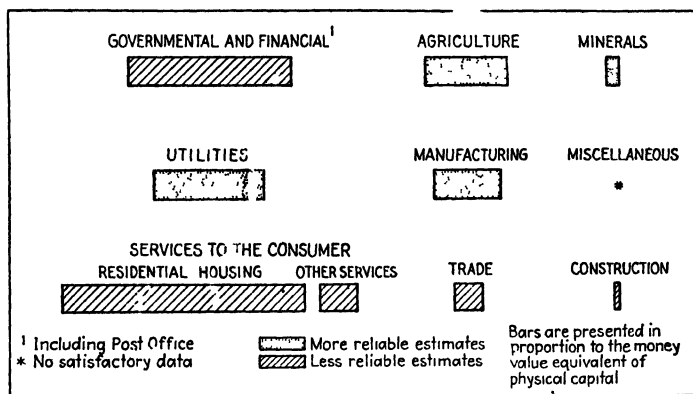 GOVERNMENTAL AND FINANCIAL¹ AGRICULTURE MINERALS
UTILITIES MANUFACTURING MISCELLANEOUS
*
SERVICES TO THE CONSUMER
RESIDENTIAL HOUSING OTHER SERVICES TRADE CONSTRUCTION
¹ Including Post Office
* No satisfactory data
More reliable estimates
Less reliable estimates
Bars are presented in
proportion to the money
value equivalent of
physical capital